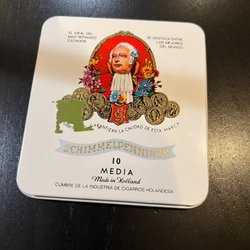 EL IDEAL DEL
MAS REFINADO
CATADOR
SE DESTACA ENTRE
LOS MEJORES
DEL MUNDO
GARANTIZAN LA CALIDAD DE ESTA MARCA
SCHIMMELPENNINCK
10
MEDIA
Made in Holland
CUMBRE DE LA INDUSTRIA DE CIGARROS HOLANDESA